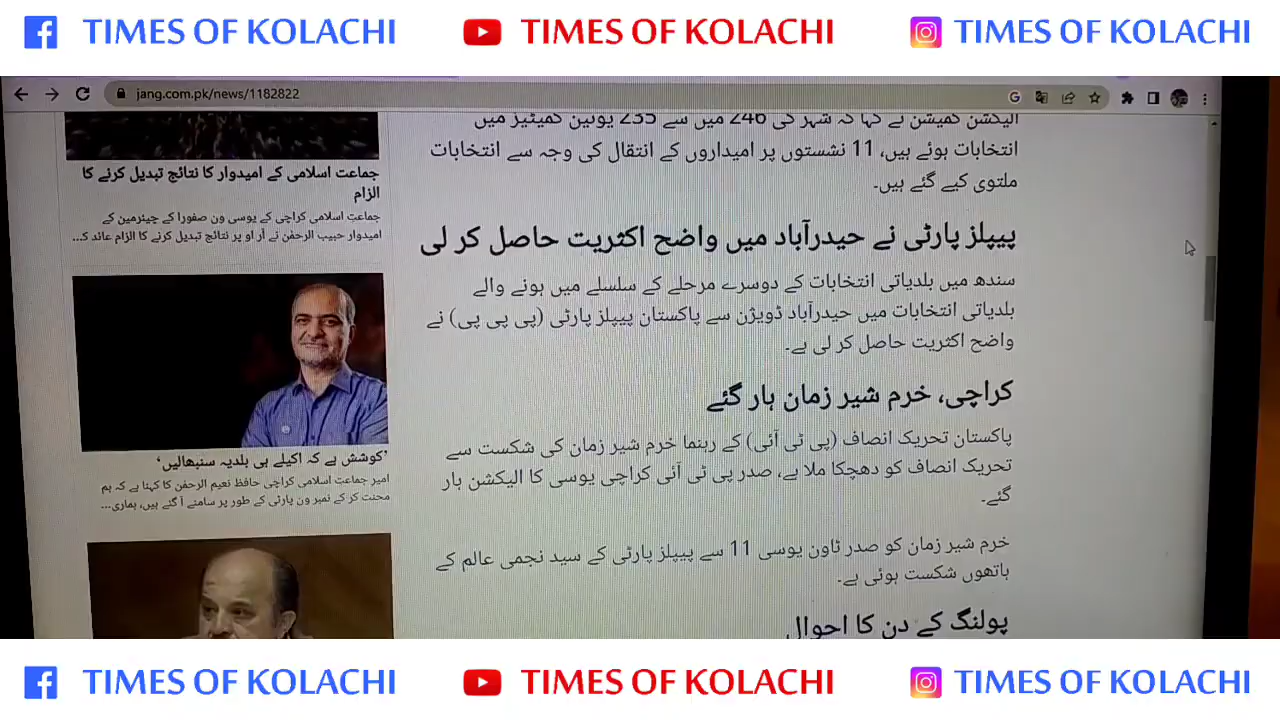 TIMES OF KOLACHI TIMES OF KOLACHI TIMES OF KOLACHI
jang.com.pk/news/1182822
الیکشن کمیشن نے کہا کہ شہر کی 246 میں سے 235 یونین کمیٹیز میں
انتخابات ہوئے ہیں، 11 نشستوں پر امیداروں کے انتقال کی وجہ سے انتخابات
ملتوی کیے گئے ہیں۔
پیپلز پارٹی نے حیدرآباد میں واضح اکثریت حاصل کر لی
سندھ میں بلدیاتی انتخابات کے دوسرے مرحلے کے سلسلے میں ہونے والے
بلدیاتی انتخابات میں حیدرآباد ڈویژن سے پاکستان پیپلز پارٹی (پی پی پی) نے
واضح اکثریت حاصل کر لی ہے۔
کراچی، خرم شیر زمان ہار گئے
پاکستان تحریک انصاف (پی ٹی آئی) کے رہنما خرم شیر زمان کی شکست سے
تحریک انصاف کو دھچکا ملا ہے، صدر پی ٹی آئی کراچی یوسی کا الیکشن ہار
گئے۔
خرم شیر زمان کو صدر ٹاون یوسی 11 سے پیپلز پارٹی کے سید نجمی عالم کے
ہاتھوں شکست ہوئی ہے۔
پولنگ کے دن کا احوال
جماعت اسلامی کے امیدوار کا نتائج تبدیل کرنے کا
الزام
جماعتِ اسلامی کراچی کے یوسی ون صفورا کے چیئرمین کے
امیدوار حبیب الرحمٰن نے آر او پر نتائج تبدیل کرنے کا الزام عائد کـ...
’کوشش ہے کہ اکیلے ہی بلدیہ سنبھالیں‘
امیر جماعتِ اسلامی کراچی حافظ نعیم الرحمٰن کا کہنا ہے کہ ہم
محنت کر کے نمبر ون پارٹی کے طور پر سامنے آ گئے ہیں، ہماری...
TIMES OF KOLACHI TIMES OF KOLACHI TIMES OF KOLACHI